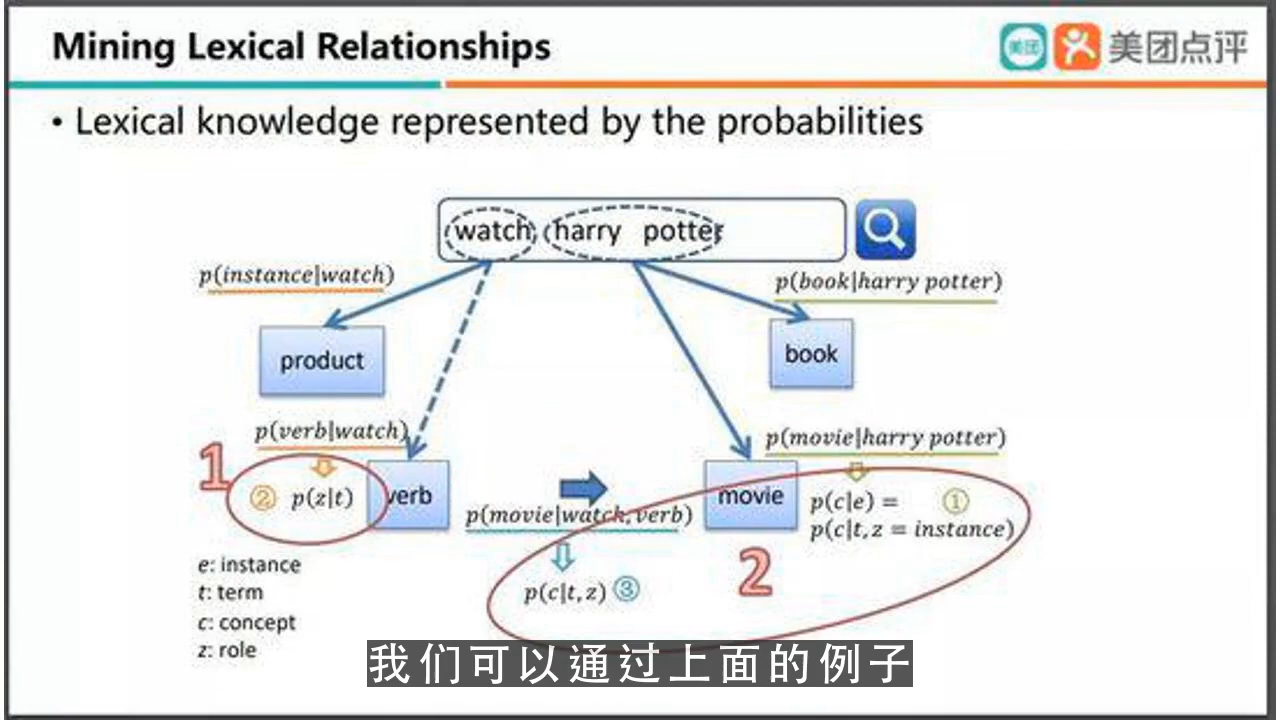 Mining Lexical Relationships
美团 美团点评
• Lexical knowledge represented by the probabilities
watch harry potter
p(instance|watch)
p(book|harry potter)
product
book
p(verb|watch)
p(movie|harry potter)
1
② p(z|t)
verb
movie
p(c|e) = ①
p(c|t,z = instance)
p(movie|watch,verb)
2
p(c|t,z) ③
e: instance
t: term
c: concept
z: role
我们可以通过上面的例子